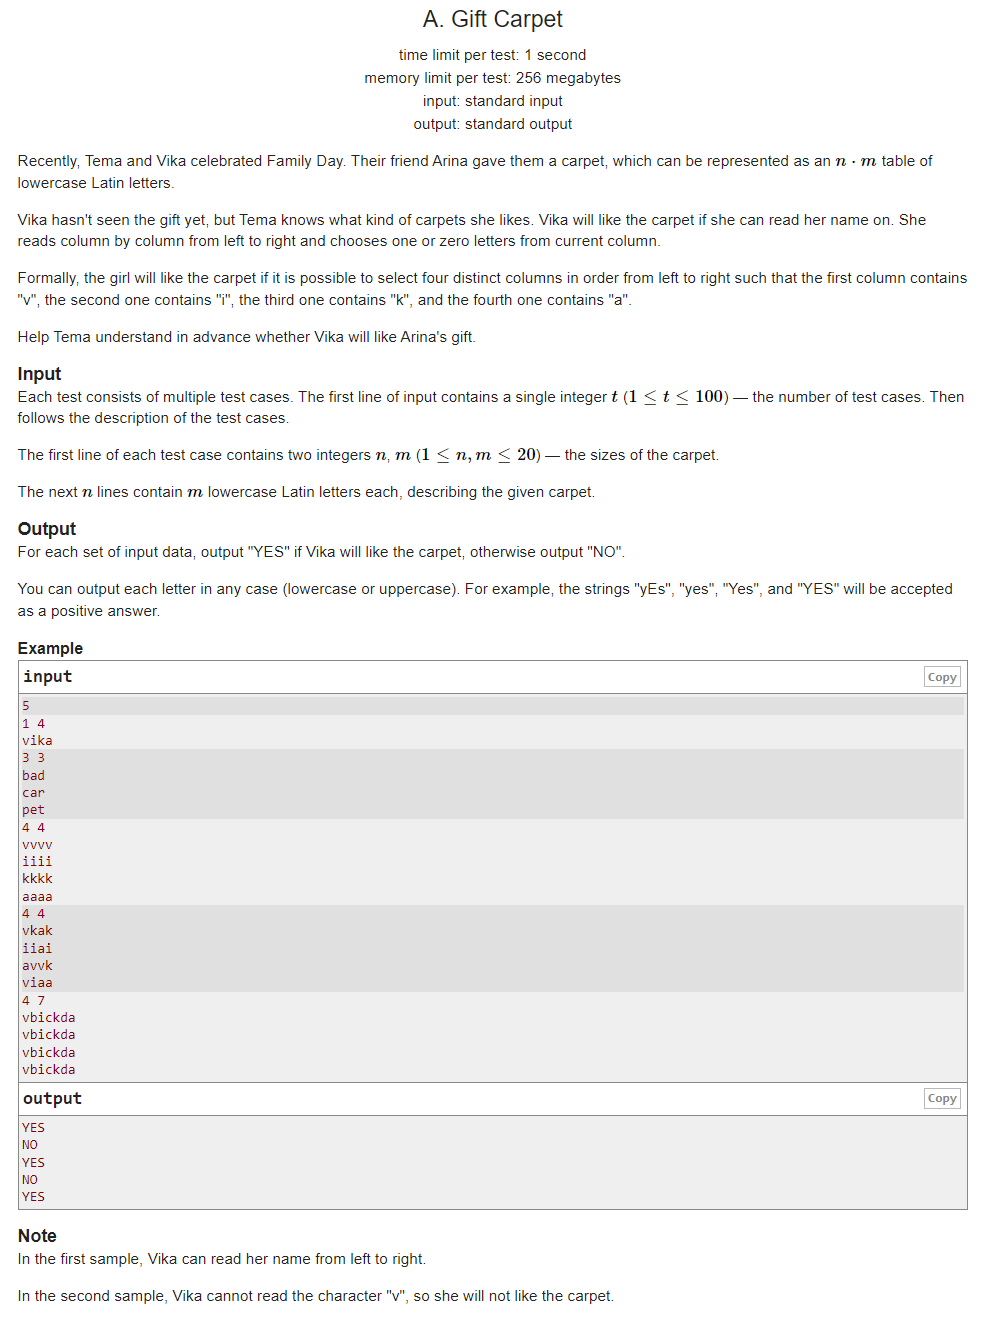 A. Gift Carpet
time limit per test: 1 second
memory limit per test: 256 megabytes
input: standard input
output: standard output
Recently, Tema and Vika celebrated Family Day. Their friend Arina gave them a carpet, which can be represented as an n · m table of
lowercase Latin letters.
Vika hasn't seen the gift yet, but Tema knows what kind of carpets she likes. Vika will like the carpet if she can read her name on. She
reads column by column from left to right and chooses one or zero letters from current column.
Formally, the girl will like the carpet if it is possible to select four distinct columns in order from left to right such that the first column contains
"v", the second one contains "i", the third one contains "k", and the fourth one contains "a".
Help Tema understand in advance whether Vika will like Arina's gift.
Input
Each test consists of multiple test cases. The first line of input contains a single integer t (1 ≤ t ≤ 100) — the number of test cases. Then
follows the description of the test cases.
The first line of each test case contains two integers n, m (1 ≤ n, m ≤ 20) — the sizes of the carpet.
The next n lines contain m lowercase Latin letters each, describing the given carpet.
Output
For each set of input data, output "YES" if Vika will like the carpet, otherwise output "NO".
You can output each letter in any case (lowercase or uppercase). For example, the strings "yEs", "yes", "Yes", and "YES" will be accepted
as a positive answer.
Example
input Copy
5
1 4
vika
3 3
bad
car
pet
4 4
vvvv
iiii
kkkk
aaaa
4 4
vkak
iiai
avvk
viaa
4 7
vbickda
vbickda
vbickda
vbickda
output Copy
YES
NO
YES
NO
YES
Note
In the first sample, Vika can read her name from left to right.
In the second sample, Vika cannot read the character "v", so she will not like the carpet.